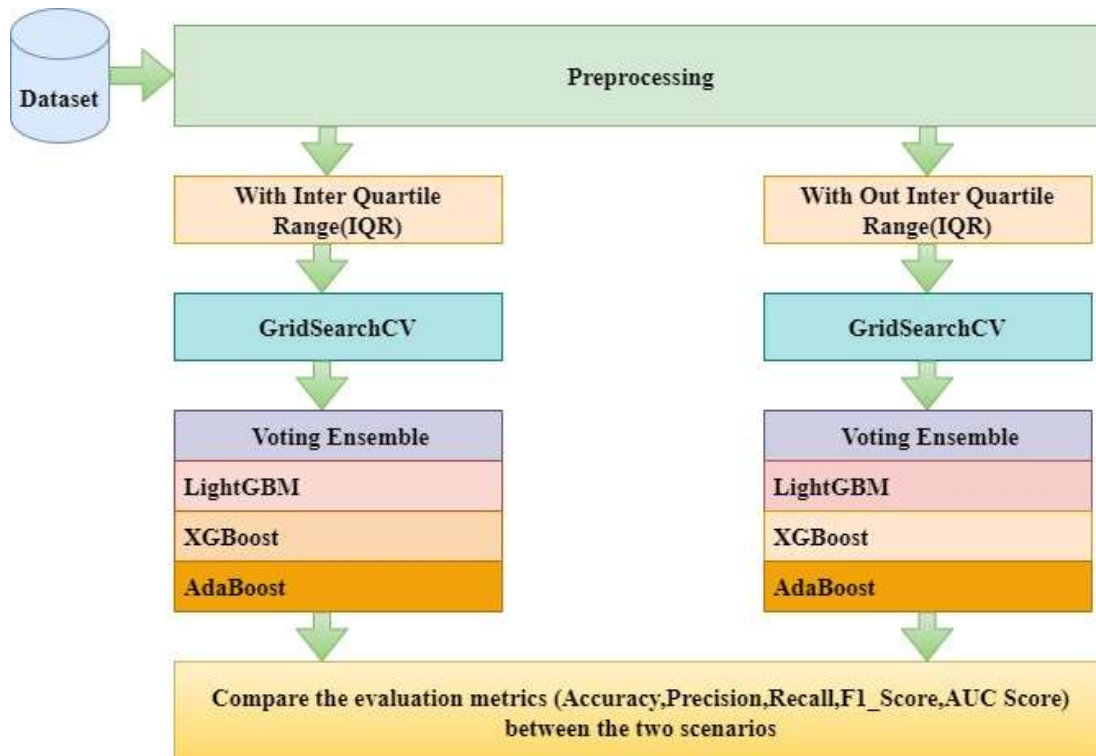 Dataset
Preprocessing
With Inter Quartile
Range(IQR)
With Out Inter Quartile
Range(IQR)
GridSearchCV
GridSearchCV
Voting Ensemble
LightGBM
XGBoost
AdaBoost
Voting Ensemble
LightGBM
XGBoost
AdaBoost
Compare the evaluation metrics (Accuracy,Precision,Recall,F1_Score,AUC Score)
between the two scenarios